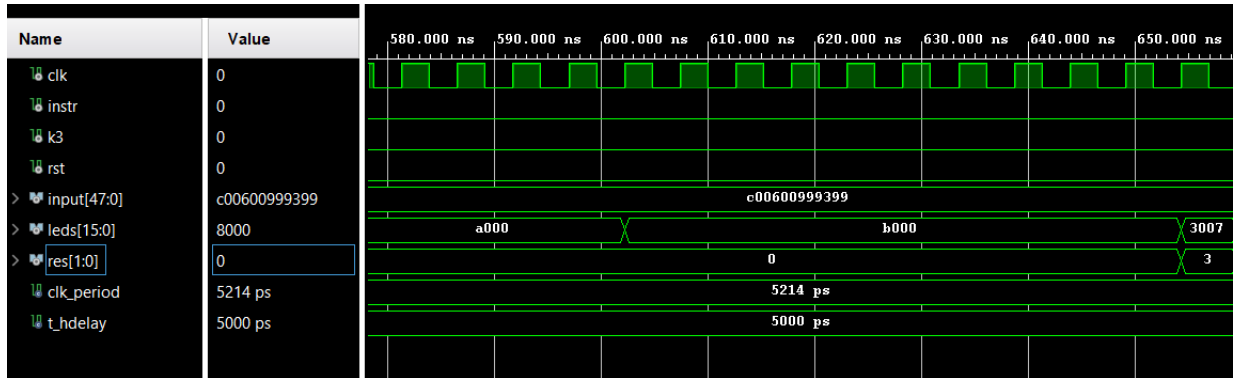 Name Value 580.000 ns 590.000 ns 600.000 ns 610.000 ns 620.000 ns 630.000 ns 640.000 ns 650.000 ns
clk 0
instr 0
k3 0
rst 0
input[47:0] c00600999399 c00600999399
leds[15:0] 8000 a000 b000 3007
res[1:0] 0 0 3
clk_period 5214 ps 5214 ps
t_hdelay 5000 ps 5000 ps